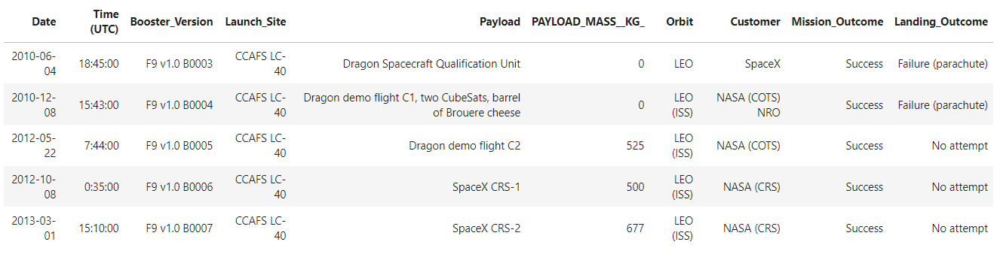 Date Time (UTC) Booster_Version Launch_Site Payload PAYLOAD_MASS__KG_ Orbit Customer Mission_Outcome Landing_Outcome
2010-06-04 18:45:00 F9 v1.0 B0003 CCAFS LC-40 Dragon Spacecraft Qualification Unit 0 LEO SpaceX Success Failure (parachute)
2010-12-08 15:43:00 F9 v1.0 B0004 CCAFS LC-40 Dragon demo flight C1, two CubeSats, barrel of Brouere cheese 0 LEO (ISS) NASA (COTS) NRO Success Failure (parachute)
2012-05-22 7:44:00 F9 v1.0 B0005 CCAFS LC-40 Dragon demo flight C2 525 LEO (ISS) NASA (COTS) Success No attempt
2012-10-08 0:35:00 F9 v1.0 B0006 CCAFS LC-40 SpaceX CRS-1 500 LEO (ISS) NASA (CRS) Success No attempt
2013-03-01 15:10:00 F9 v1.0 B0007 CCAFS LC-40 SpaceX CRS-2 677 LEO (ISS) NASA (CRS) Success No attempt